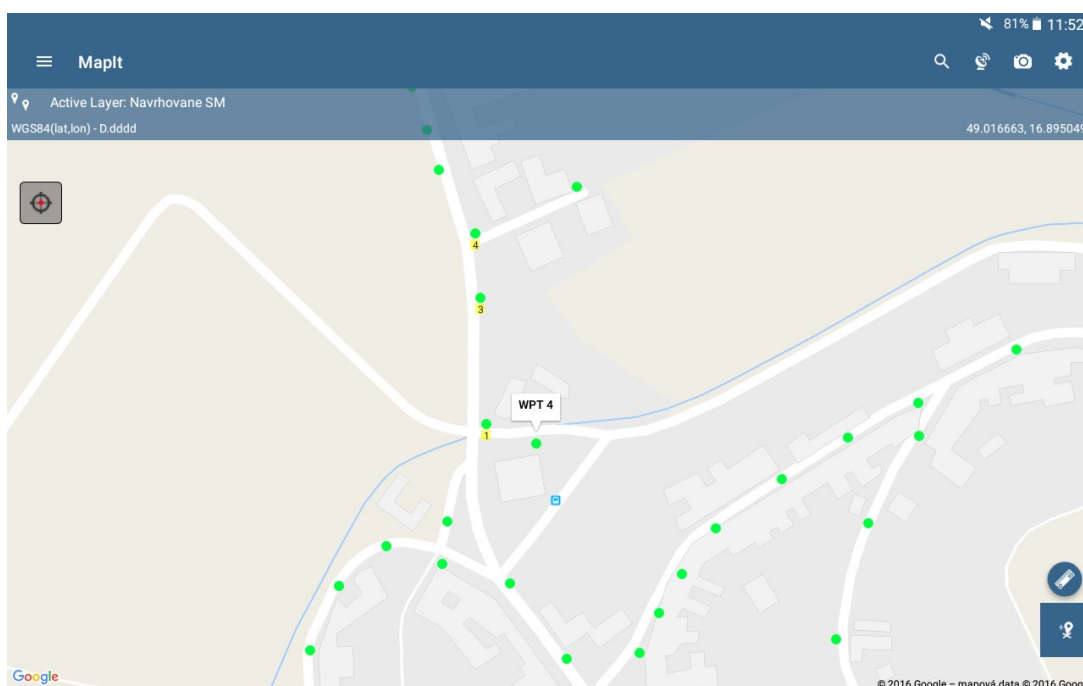 81% 11:52
MapIt
Active Layer: Navrhovane SM
WGS84(lat,lon) - D.dddd 49.016663, 16.895049
4
3
WPT 4
1
Google © 2016 Google – mapová data © 2016 Goog